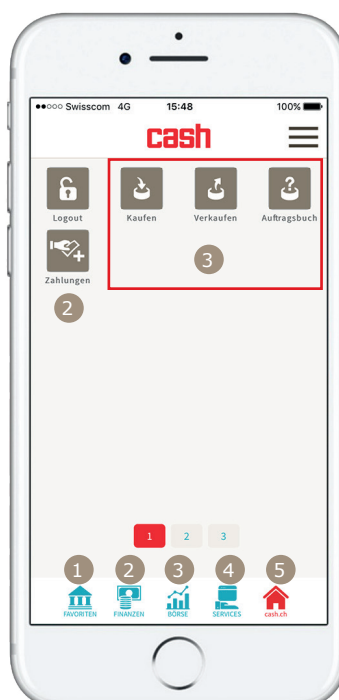 Swisscom 4G 15:48 100%
cash
Logout Kaufen Verkaufen Auftragsbuch
3
Zahlungen
2
1 2 3
1 2 3 4 5
FAVORITEN FINANZEN BÖRSE SERVICES cash.ch